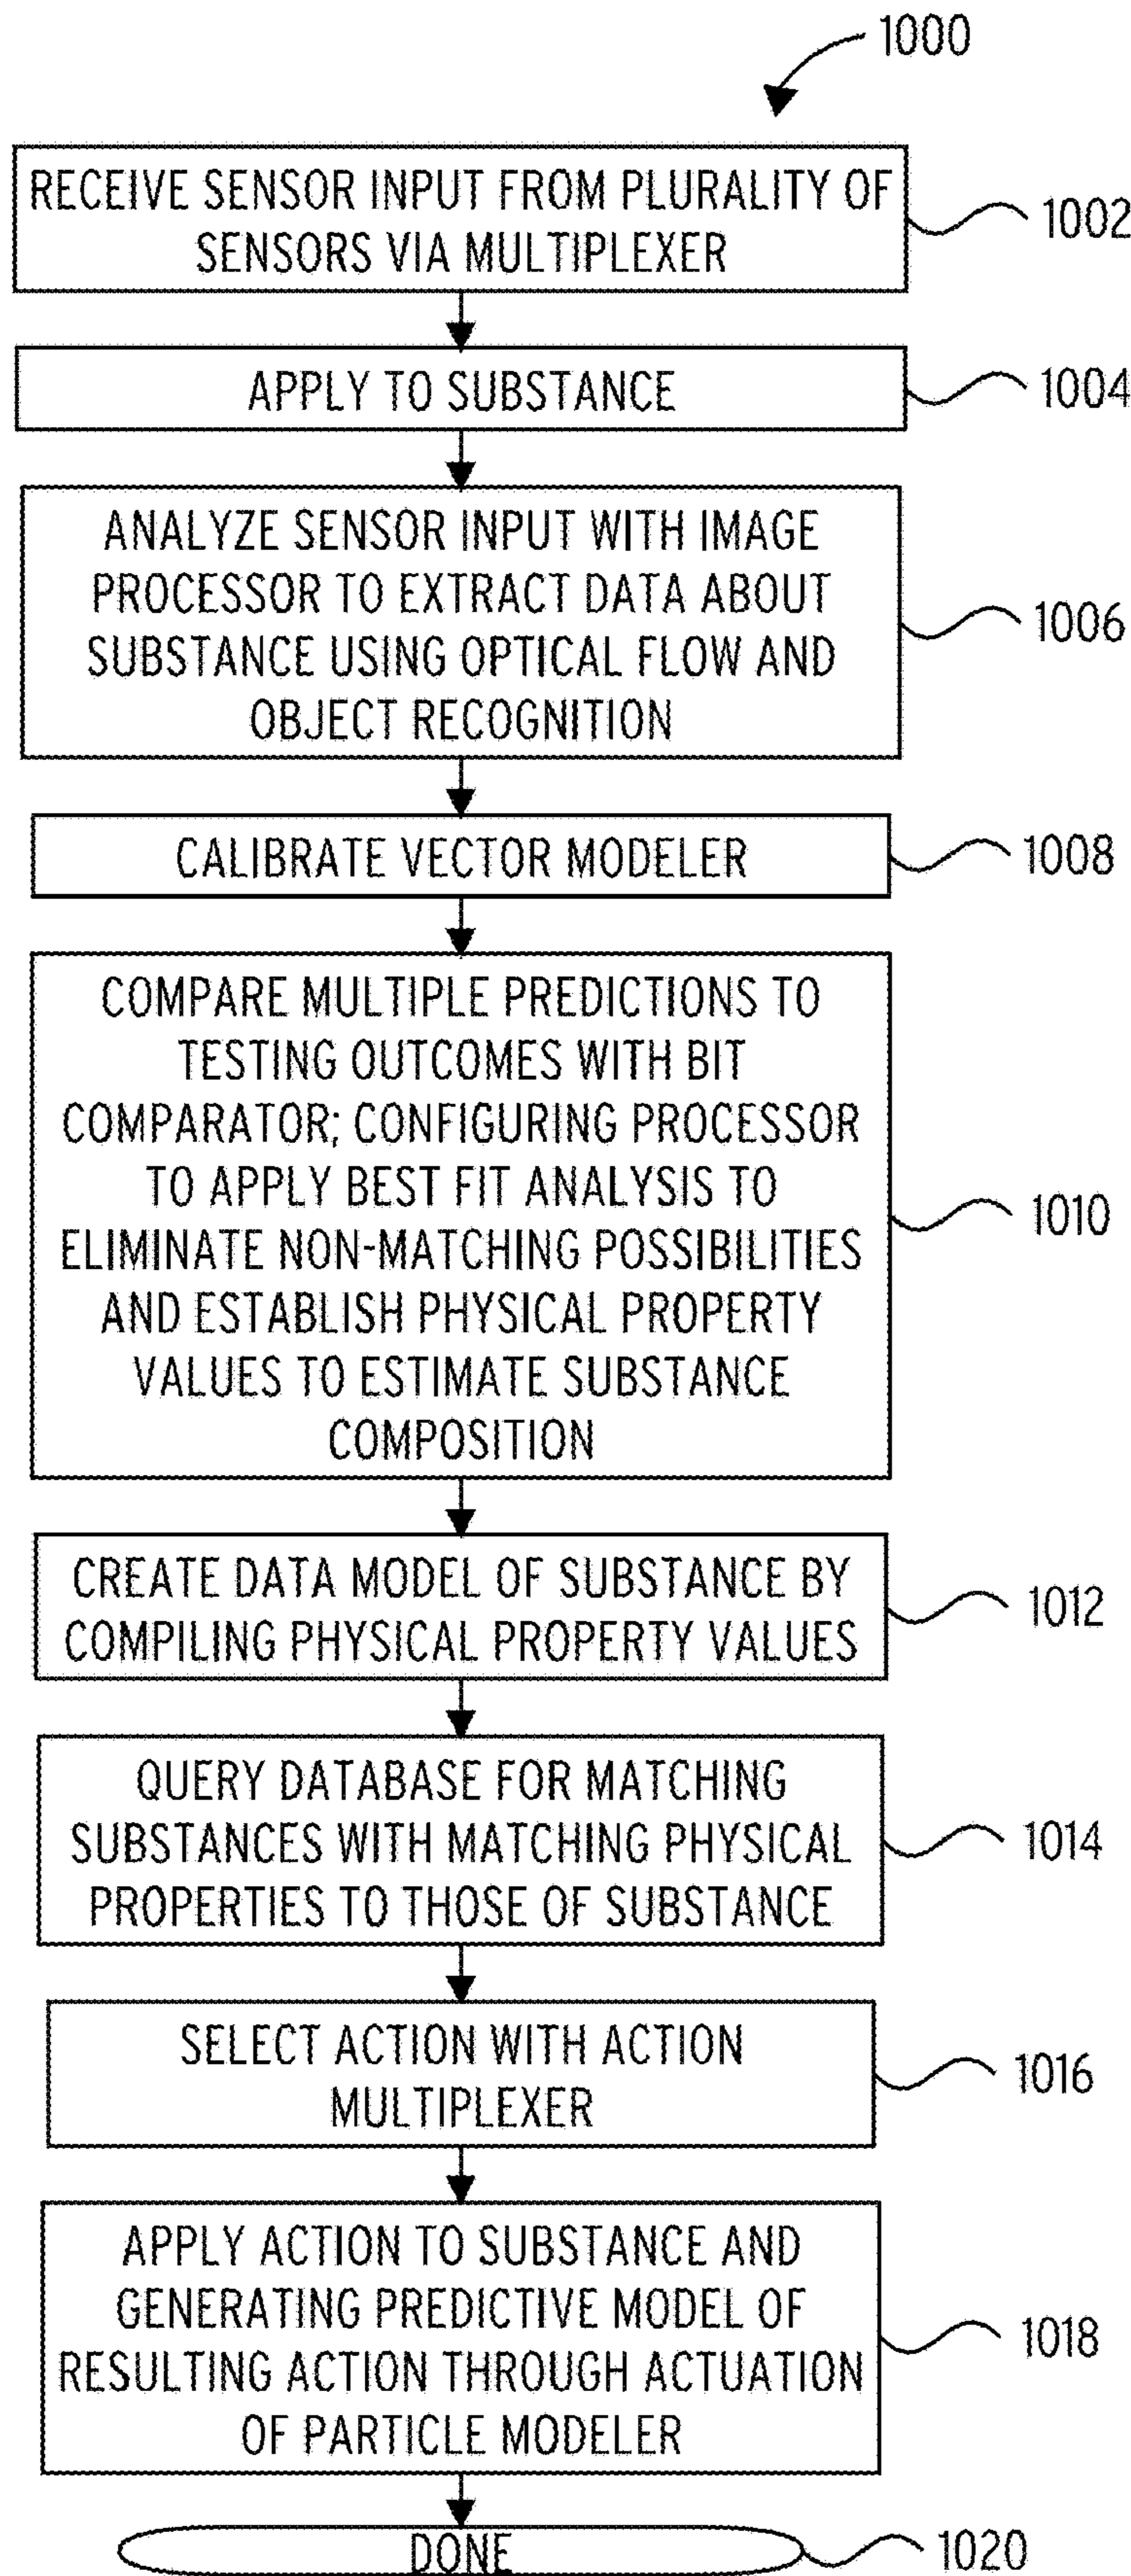 1000
RECEIVE SENSOR INPUT FROM PLURALITY OF
SENSORS VIA MULTIPLEXER
1002
APPLY TO SUBSTANCE
1004
ANALYZE SENSOR INPUT WITH IMAGE
PROCESSOR TO EXTRACT DATA ABOUT
SUBSTANCE USING OPTICAL FLOW AND
OBJECT RECOGNITION
1006
CALIBRATE VECTOR MODELER
1008
COMPARE MULTIPLE PREDICTIONS TO
TESTING OUTCOMES WITH BIT
COMPARATOR; CONFIGURING PROCESSOR
TO APPLY BEST FIT ANALYSIS TO
ELIMINATE NON-MATCHING POSSIBILITIES
AND ESTABLISH PHYSICAL PROPERTY
VALUES TO ESTIMATE SUBSTANCE
COMPOSITION
1010
CREATE DATA MODEL OF SUBSTANCE BY
COMPILING PHYSICAL PROPERTY VALUES
1012
QUERY DATABASE FOR MATCHING
SUBSTANCES WITH MATCHING PHYSICAL
PROPERTIES TO THOSE OF SUBSTANCE
1014
SELECT ACTION WITH ACTION
MULTIPLEXER
1016
APPLY ACTION TO SUBSTANCE AND
GENERATING PREDICTIVE MODEL OF
RESULTING ACTION THROUGH ACTUATION
OF PARTICLE MODELER
1018
DONE
1020